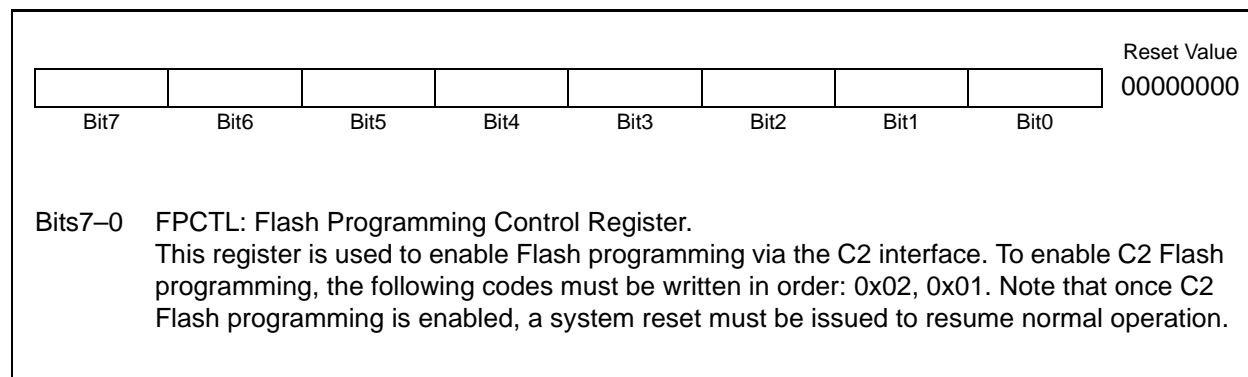 Reset Value
00000000
Bit7 Bit6 Bit5 Bit4 Bit3 Bit2 Bit1 Bit0
Bits7–0 FPCTL: Flash Programming Control Register.
This register is used to enable Flash programming via the C2 interface. To enable C2 Flash
programming, the following codes must be written in order: 0x02, 0x01. Note that once C2
Flash programming is enabled, a system reset must be issued to resume normal operation.